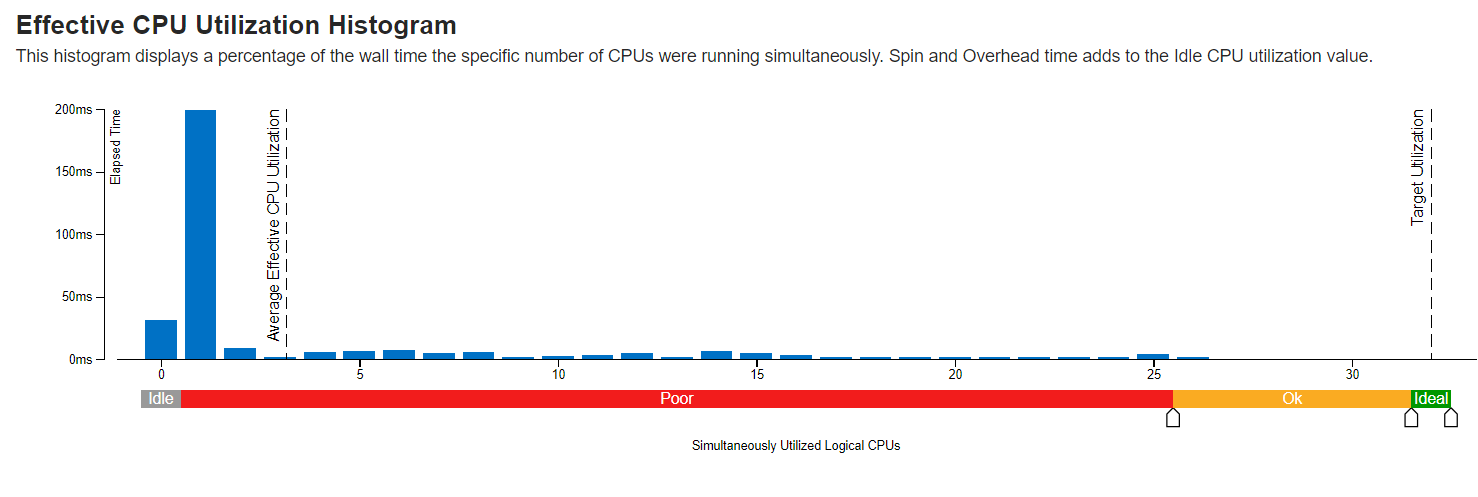 Effective CPU Utilization Histogram
This histogram displays a percentage of the wall time the specific number of CPUs were running simultaneously. Spin and Overhead time adds to the Idle CPU utilization value.
200ms
150ms
100ms
50ms
0ms
Elapsed Time
Average Effective CPU Utilization
Target Utilization
0 5 10 15 20 25 30
Idle Poor Ok Ideal
Simultaneously Utilized Logical CPUs